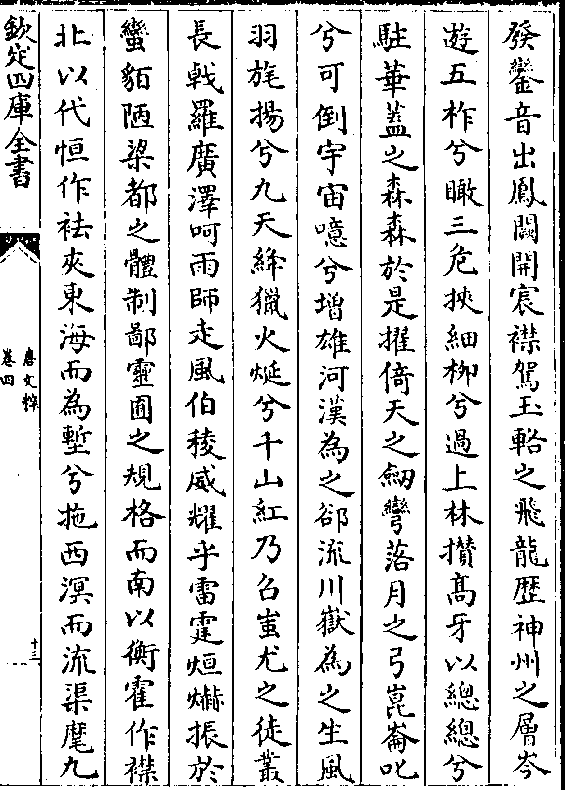 發鑾音出鳳闕開宸襟駕玉輅之飛龍歴神州之層岑
遊五柞兮瞰三危挾細柳兮過上林攢髙牙以總總兮
駐華蓋之森森於是擢倚天之劒彎落月之弓崑崙叱
兮可倒宇宙噫兮增雄河漢為之郤流川嶽為之生風
羽旄揚兮九天絳獵火㷼兮千山紅乃召蚩尤之徒叢
長戟羅廣澤呵雨師走風伯稜威耀乎雷霆烜爀振於
蠻貊陋梁都之體制鄙靈囿之規格而南以衡霍作襟
北以代恒作袪夾東海而為塹兮拖西溟而流渠麾九
欽定四庫全書
唐文粹
卷四
十三